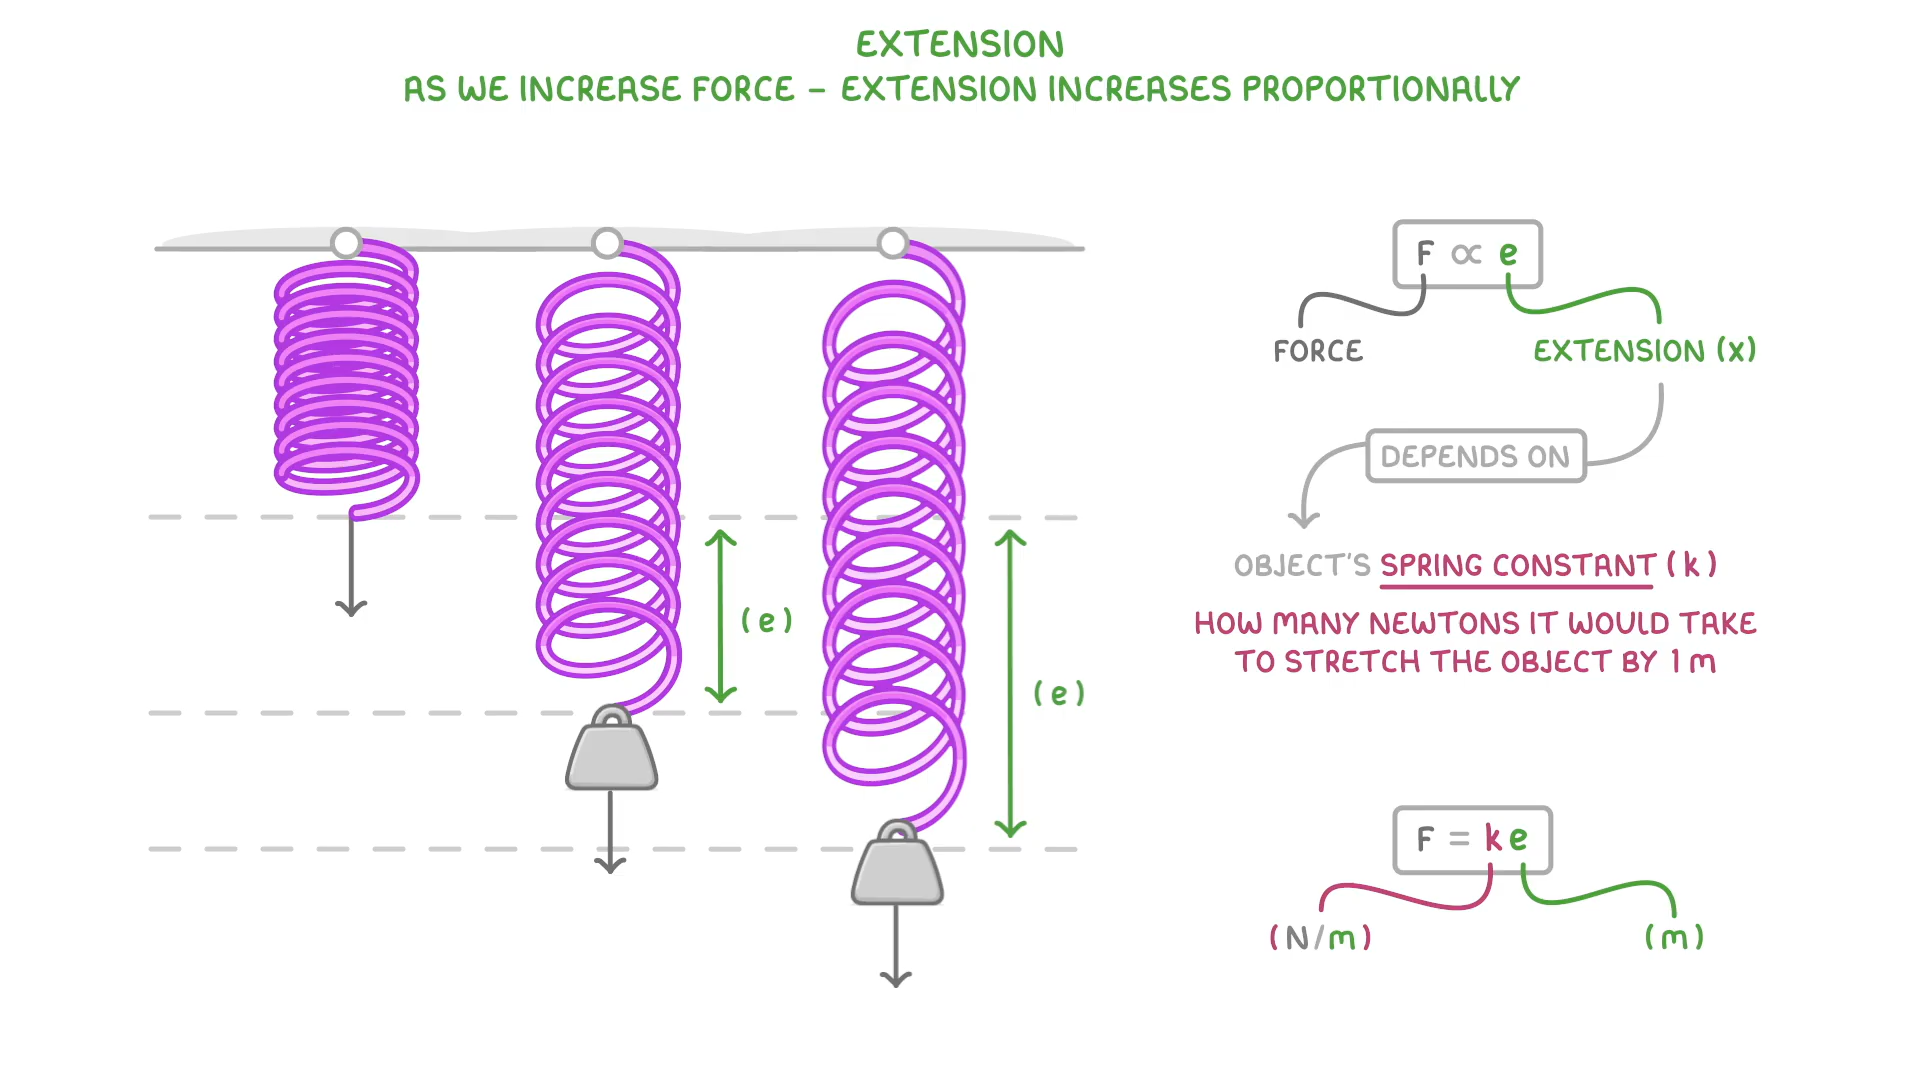 EXTENSION
AS WE INCREASE FORCE – EXTENSION INCREASES PROPORTIONALLY
F ∝ e
FORCE
EXTENSION (x)
DEPENDS ON
OBJECT'S SPRING CONSTANT (k)
HOW MANY NEWTONS IT WOULD TAKE
TO STRETCH THE OBJECT BY 1m
(e)
(e)
F = ke
(N/m)
(m)